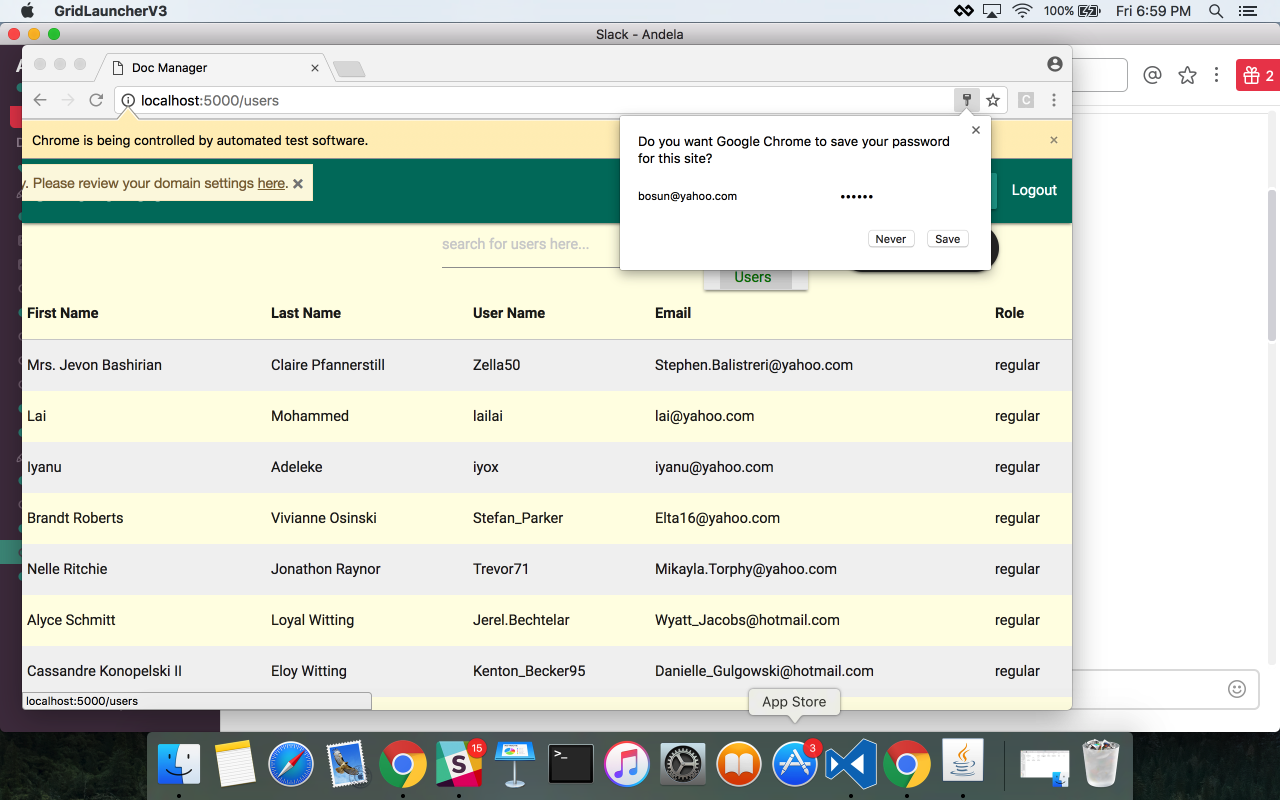 GridLauncherV3
100%
Fri 6:59 PM
Slack - Andela
Doc Manager
localhost:5000/users
C
2
Chrome is being controlled by automated test software.
Do you want Google Chrome to save your password
for this site?
bosun@yahoo.com
••••••
Never
Save
. Please review your domain settings here.
Logout
search for users here...
Users
First Name Last Name User Name Email Role
Mrs. Jevon Bashirian Claire Pfannerstill Zella50 Stephen.Balistreri@yahoo.com regular
Lai Mohammed lailai lai@yahoo.com regular
Iyanu Adeleke iyox iyanu@yahoo.com regular
Brandt Roberts Vivianne Osinski Stefan_Parker Elta16@yahoo.com regular
Nelle Ritchie Jonathon Raynor Trevor71 Mikayla.Torphy@yahoo.com regular
Alyce Schmitt Loyal Witting Jerel.Bechtelar Wyatt_Jacobs@hotmail.com regular
Cassandre Konopelski II Eloy Witting Kenton_Becker95 Danielle_Gulgowski@hotmail.com regular
localhost:5000/users
App Store
15
3